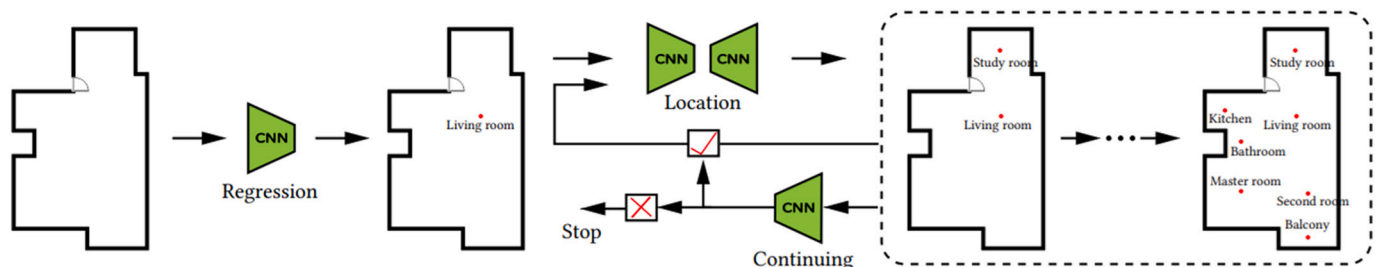 CNN
Regression
Living room
CNN
CNN
Location
CNN
Continuing
Stop
Study room
Living room
Study room
Kitchen
Living room
Bathroom
Master room
Second room
Balcony